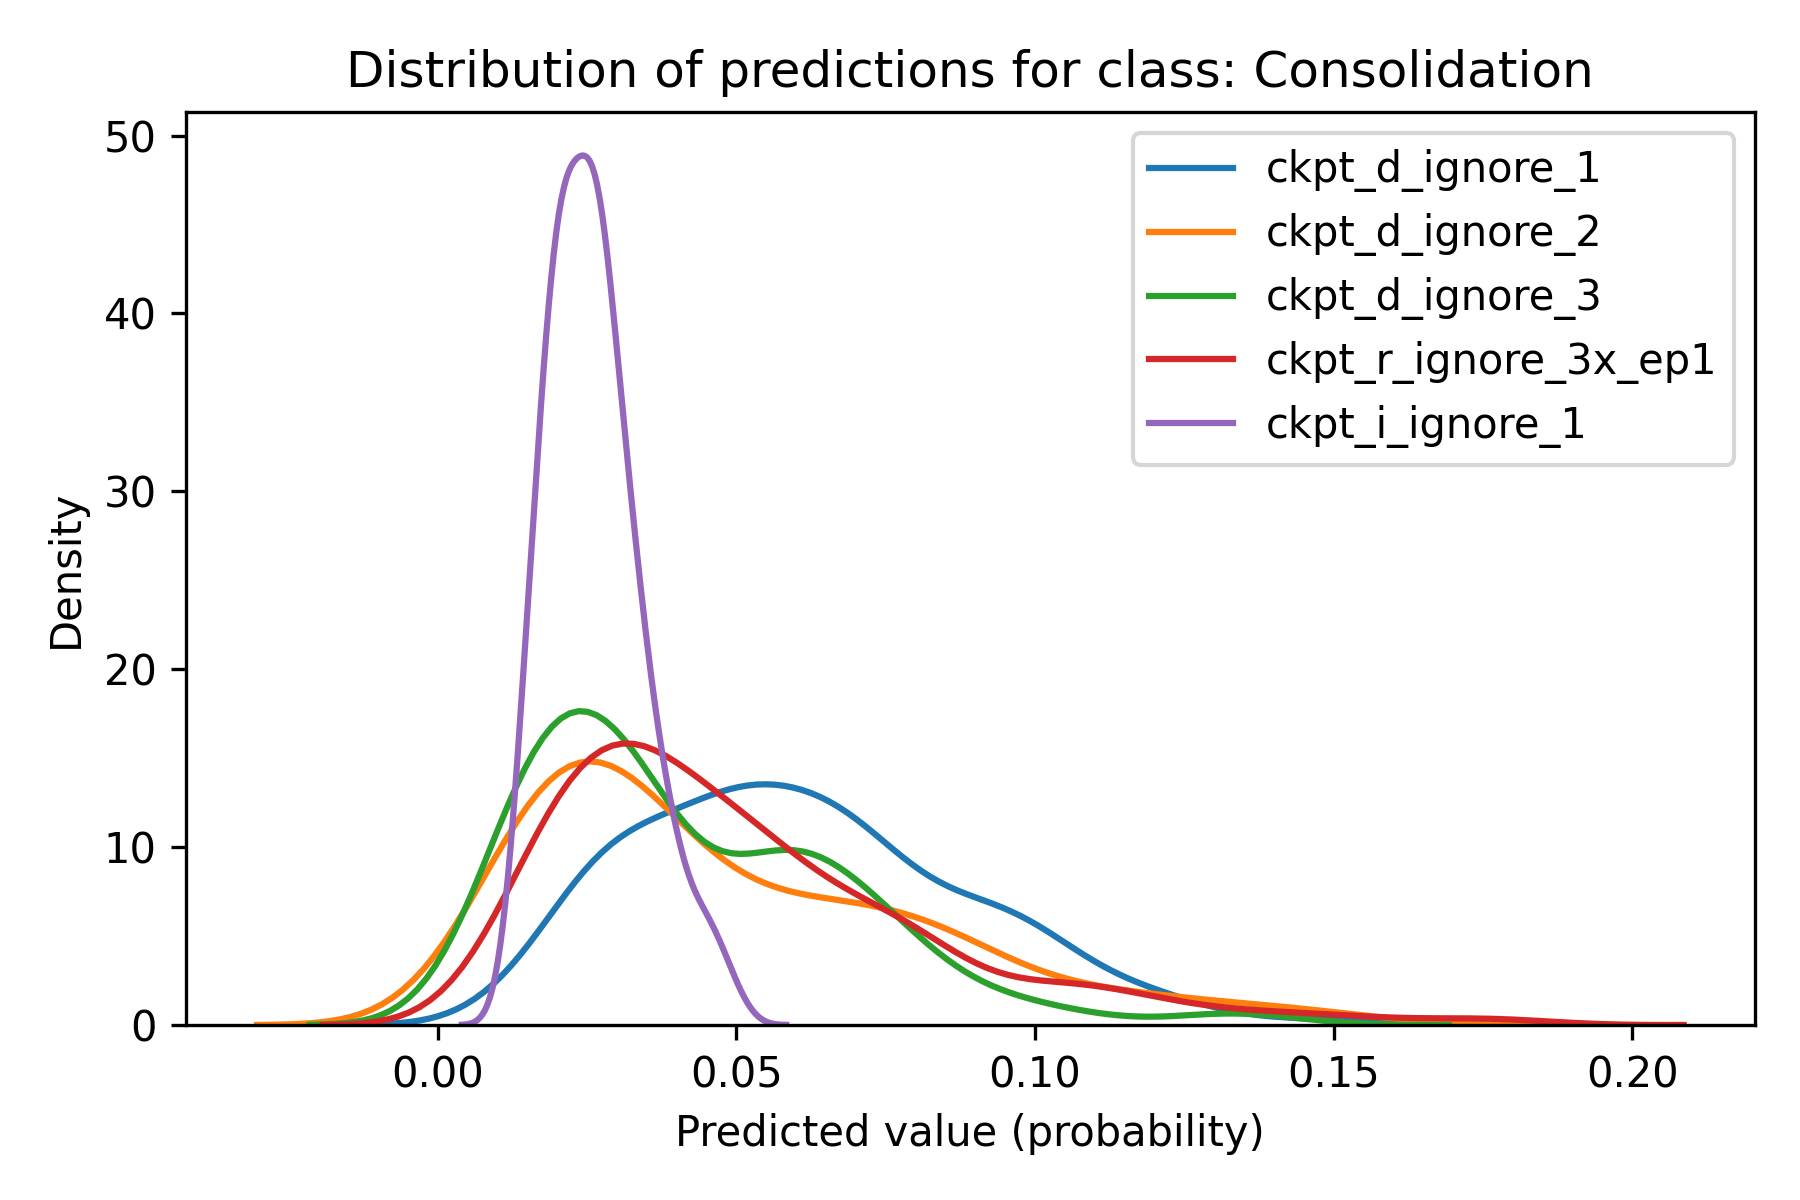 Distribution of predictions for class: Consolidation
50
40
30
20
10
0
Density
ckpt_d_ignore_1
ckpt_d_ignore_2
ckpt_d_ignore_3
ckpt_r_ignore_3x_ep1
ckpt_i_ignore_1
0.00 0.05 0.10 0.15 0.20
Predicted value (probability)